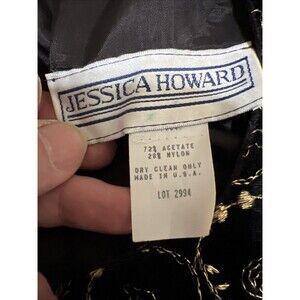 JESSICA HOWARD
72% ACETATE
28% NYLON
DRY CLEAN ONLY
MADE IN U.S.A.
LOT 2994